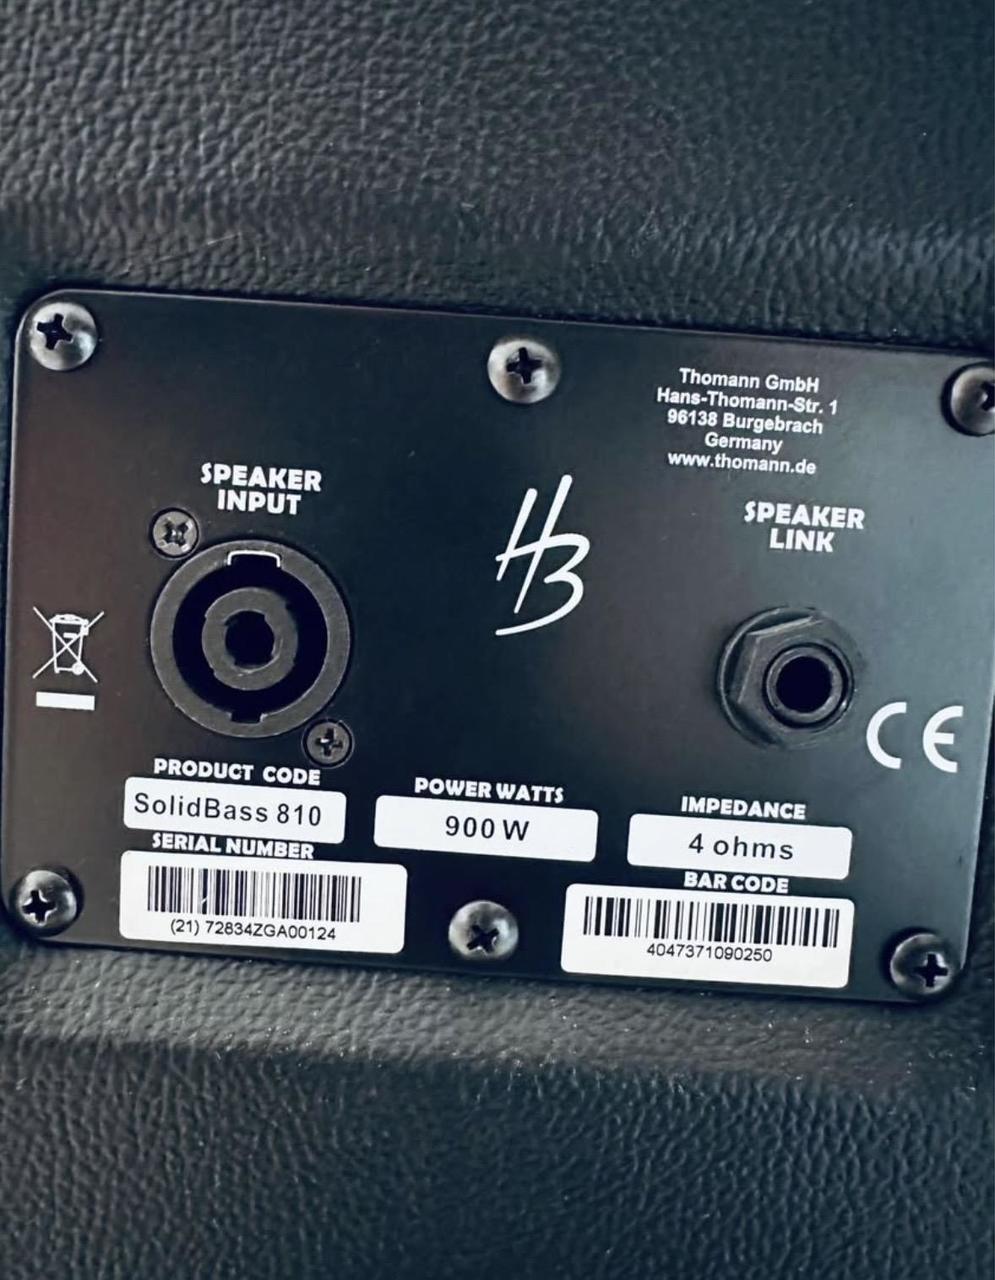 Thomann GmbH
Hans-Thomann-Str. 1
96138 Burgebrach
Germany
www.thomann.de
SPEAKER
INPUT
HB
SPEAKER
LINK
CE
PRODUCT CODE
SolidBass 810
POWER WATTS
900 W
IMPEDANCE
4 ohms
SERIAL NUMBER
(21) 72834ZGA00124
BAR CODE
4047371090250